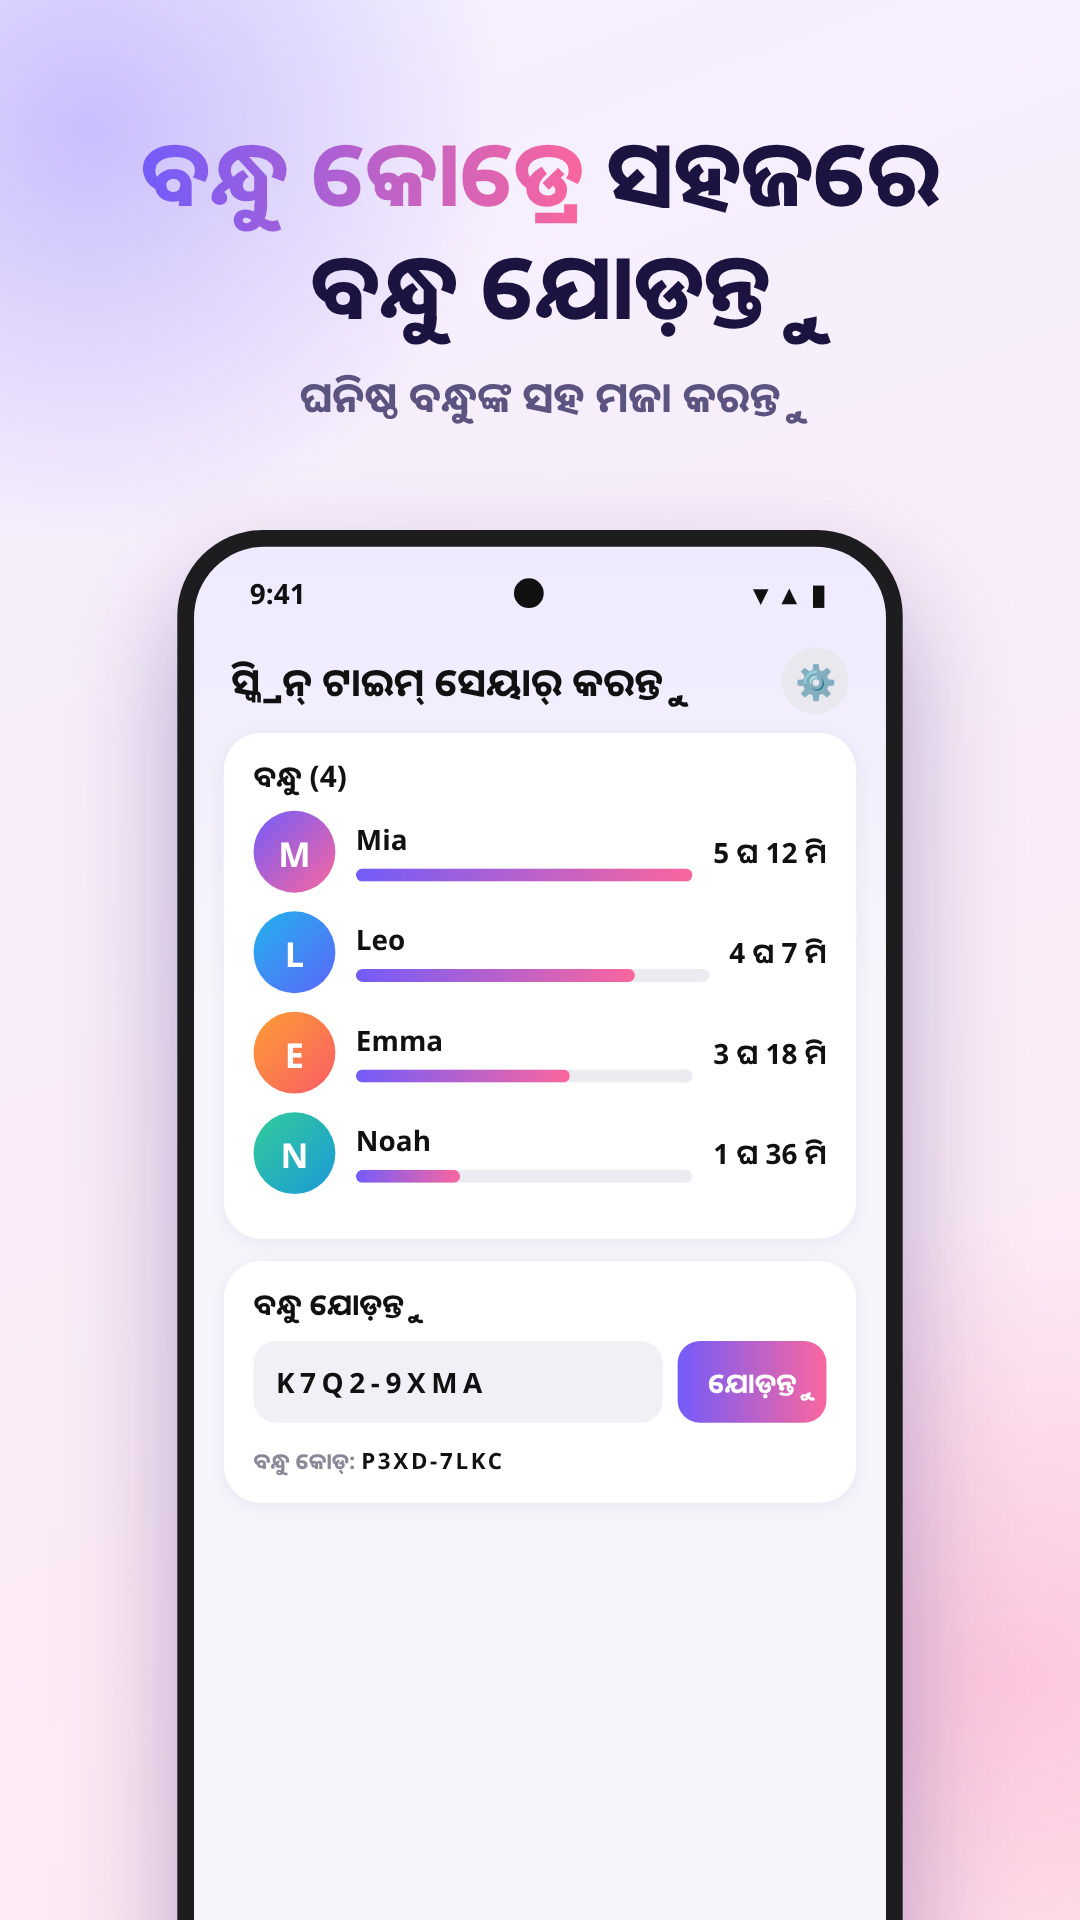 ବନ୍ଧୁ କୋଡ୍ରେ ସହଜରେ
ବନ୍ଧୁ ଯୋଡ଼ନ୍ତୁ
ଘନିଷ୍ଠ ବନ୍ଧୁଙ୍କ ସହ ମଜା କରନ୍ତୁ
9:41
ସ୍କ୍ରିନ୍ ଟାଇମ୍ ସେୟାର୍ କରନ୍ତୁ
ବନ୍ଧୁ (4)
M
Mia
5 ଘ 12 ମି
L
Leo
4 ଘ 7 ମି
E
Emma
3 ଘ 18 ମି
N
Noah
1 ଘ 36 ମି
ବନ୍ଧୁ ଯୋଡ଼ନ୍ତୁ
K7Q2-9XMA
ଯୋଡ଼ନ୍ତୁ
ବନ୍ଧୁ କୋଡ୍: P3XD-7LKC